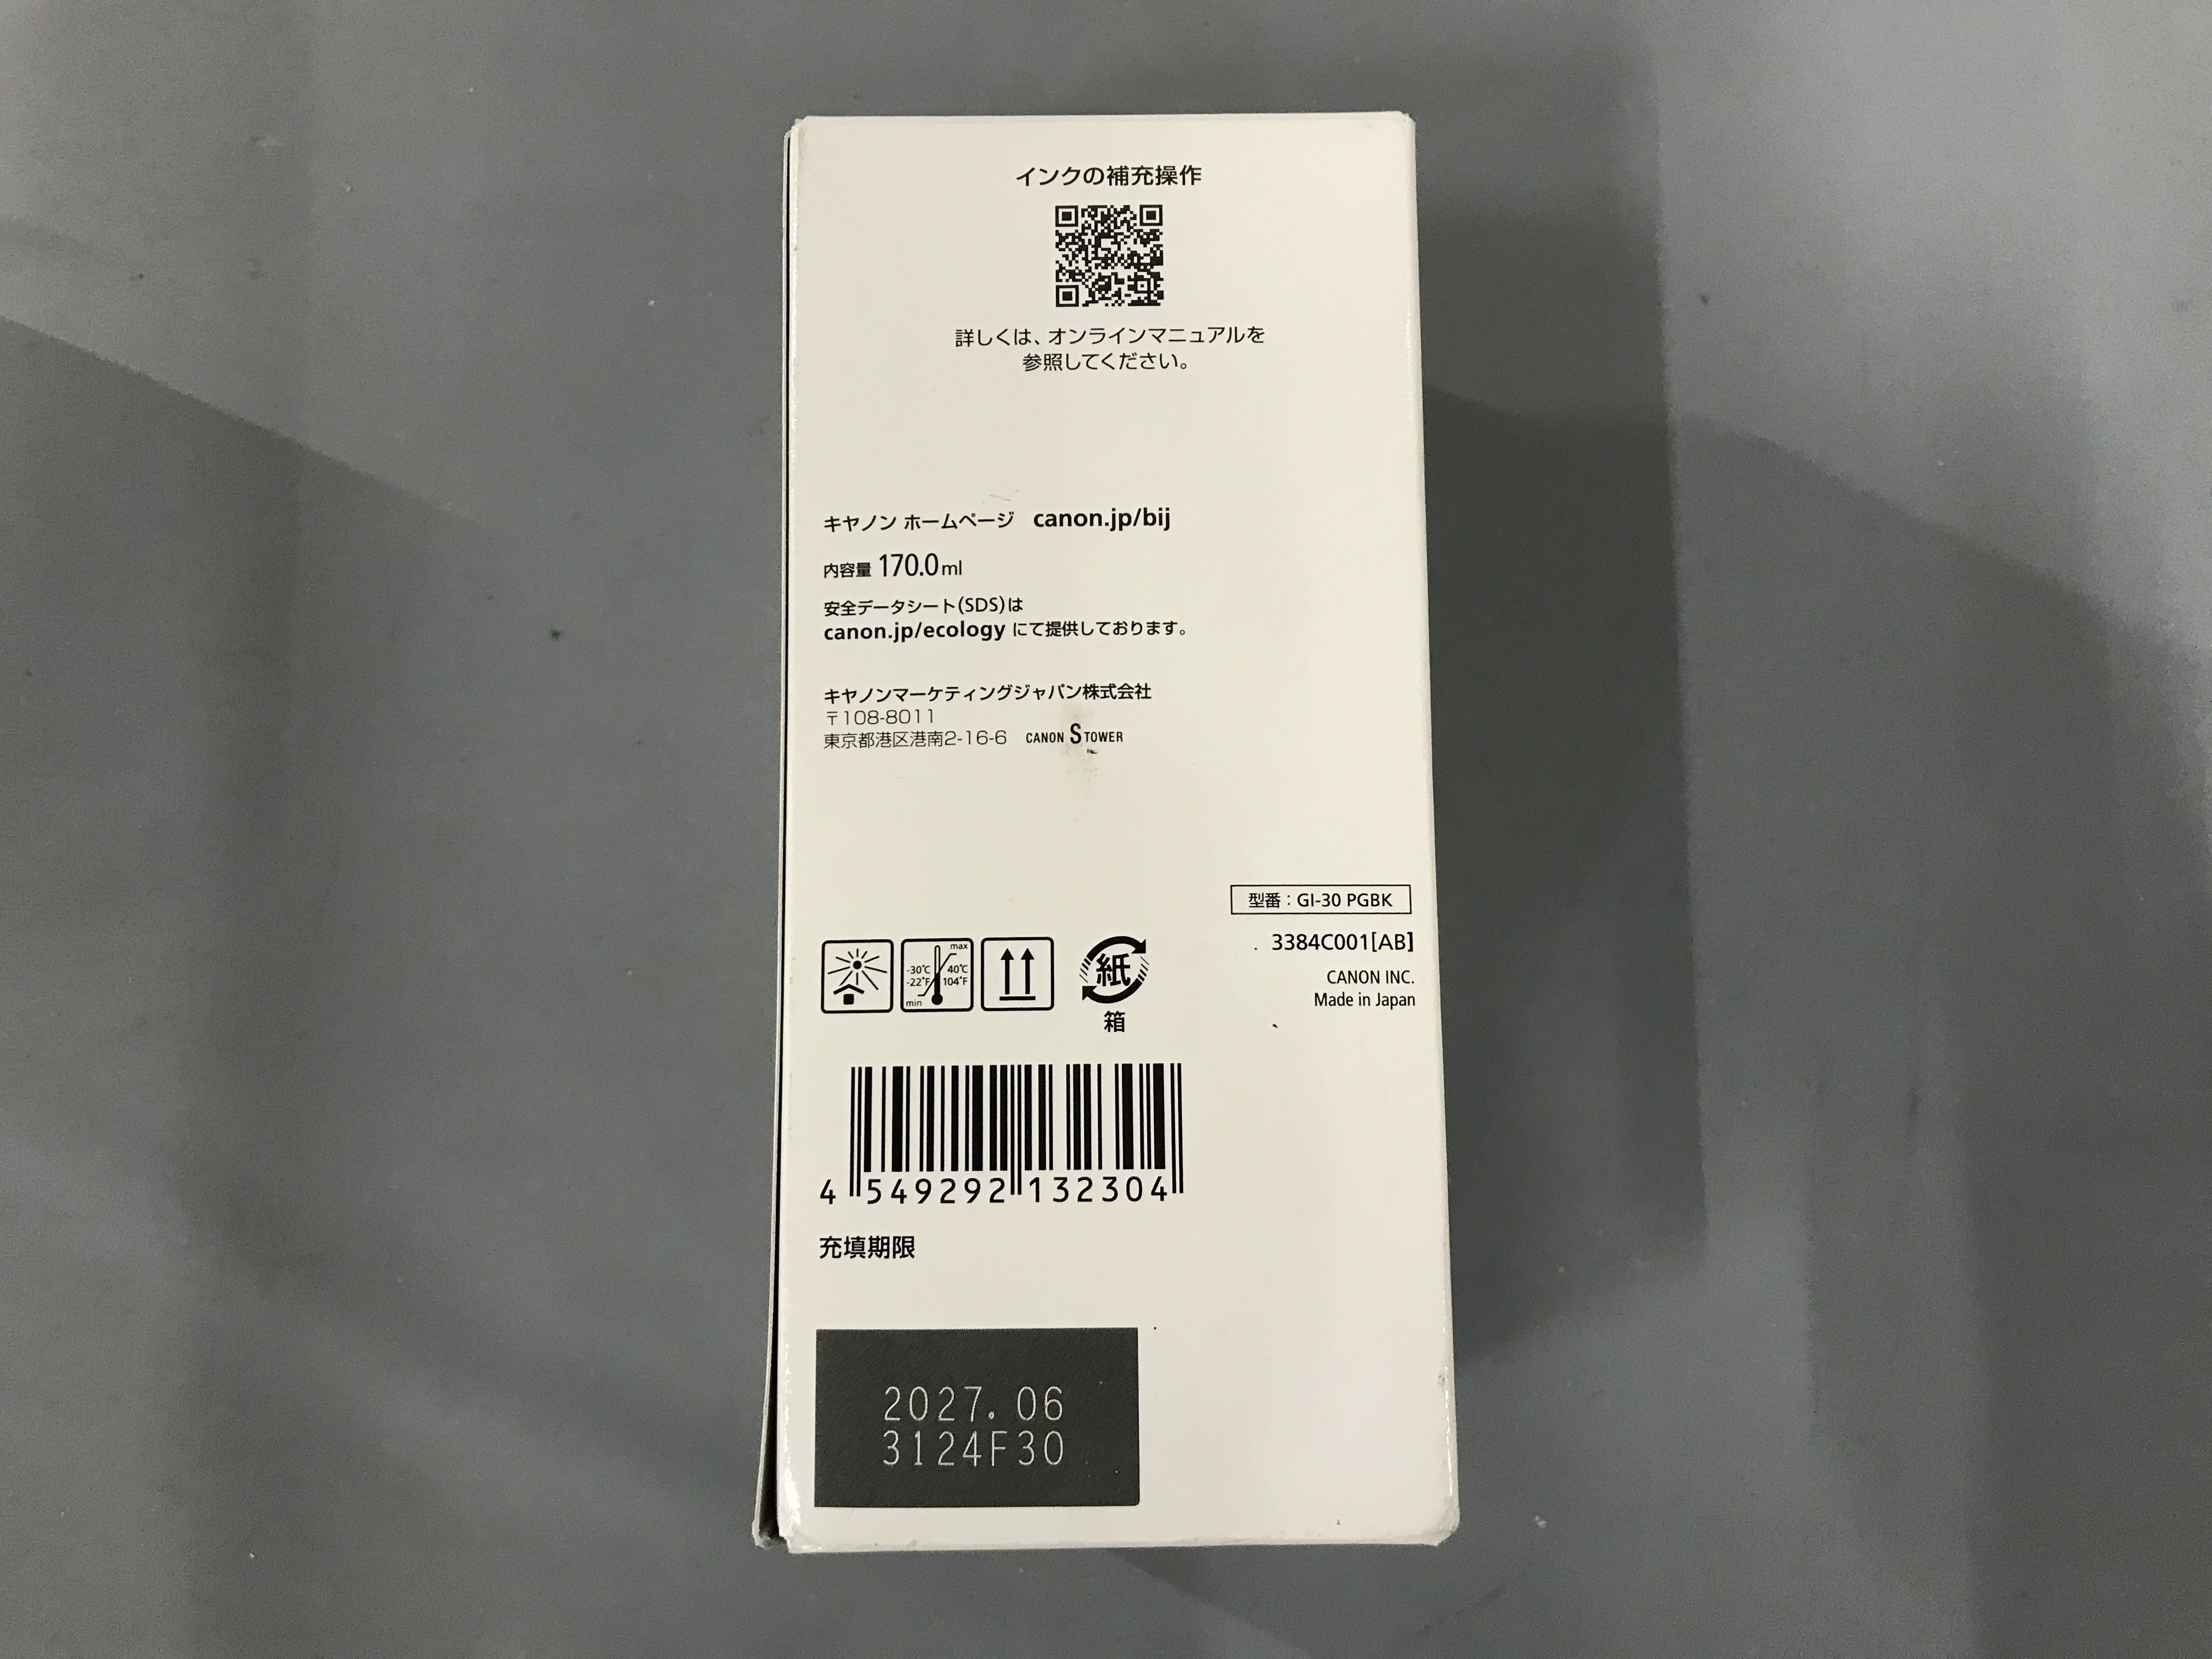 インクの補充操作
詳しくは、オンラインマニュアルを
参照してください。
キヤノン ホームページ canon.jp/bij
内容量 170.0ml
安全データシート(SDS)は
canon.jp/ecology にて提供しております。
キヤノンマーケティングジャパン株式会社
〒108-8011
東京都港区港南2-16-6 CANON S TOWER
型番：GI-30 PGBK
3384C001[AB]
CANON INC.
Made in Japan
max
-30℃ 40℃
-22°F 104°F
min
紙
箱
4 549292 132304
充填期限
2027.06
3124F30